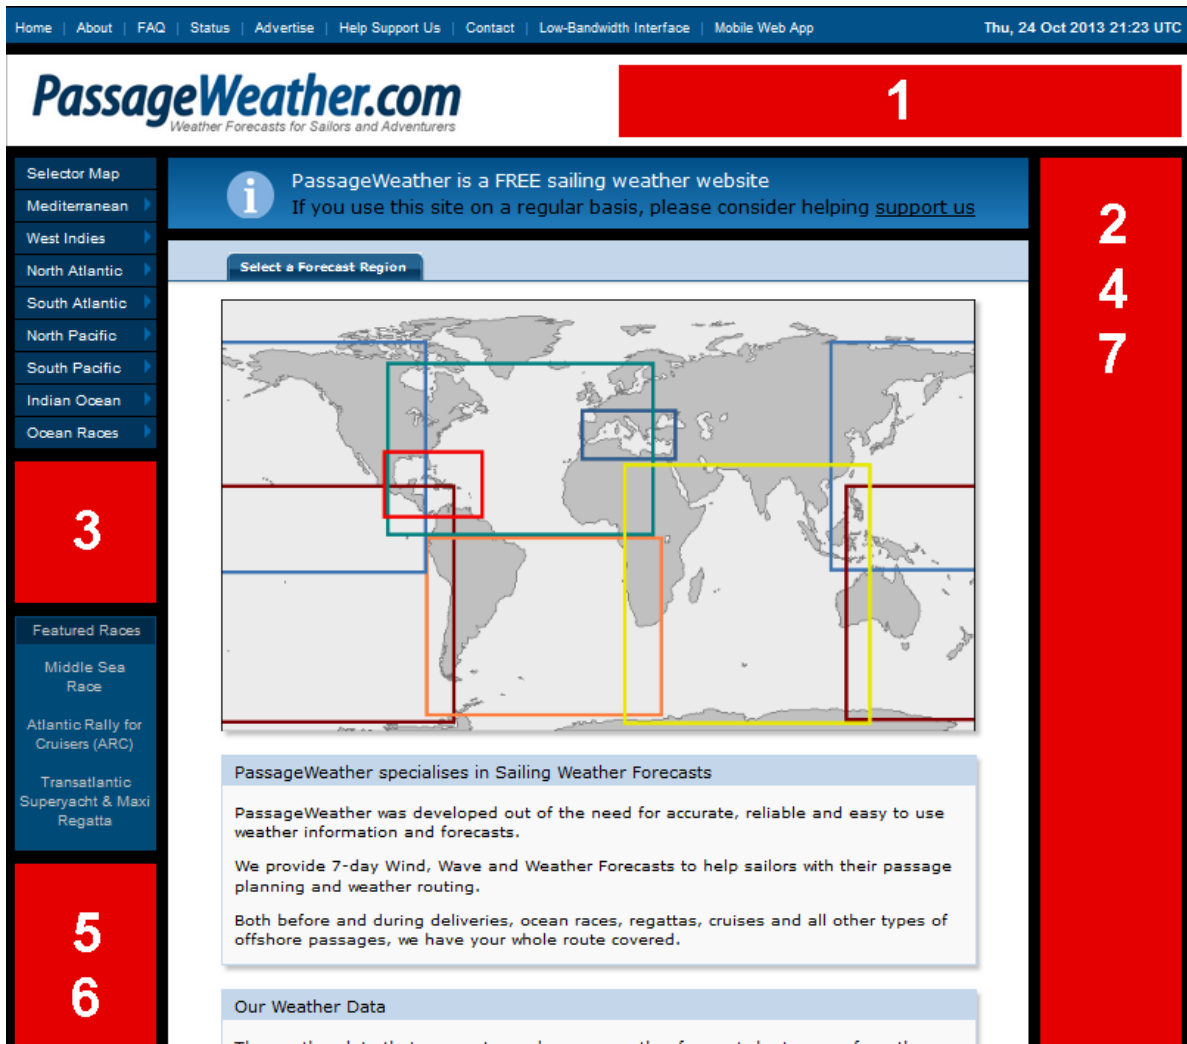 Home | About | FAQ | Status | Advertise | Help Support Us | Contact | Low-Bandwidth Interface | Mobile Web App
Thu, 24 Oct 2013 21:23 UTC
PassageWeather.com
Weather Forecasts for Sailors and Adventurers
1
Selector Map
Mediterranean
West Indies
North Atlantic
South Atlantic
North Pacific
South Pacific
Indian Ocean
Ocean Races
3
Featured Races
Middle Sea
Race
Atlantic Rally for
Cruisers (ARC)
Transatlantic
Superyacht & Maxi
Regatta
5
6
PassageWeather is a FREE sailing weather website
If you use this site on a regular basis, please consider helping support us
Select a Forecast Region
PassageWeather specialises in Sailing Weather Forecasts
PassageWeather was developed out of the need for accurate, reliable and easy to use
weather information and forecasts.
We provide 7-day Wind, Wave and Weather Forecasts to help sailors with their passage
planning and weather routing.
Both before and during deliveries, ocean races, regattas, cruises and all other types of
offshore passages, we have your whole route covered.
Our Weather Data
2
4
7